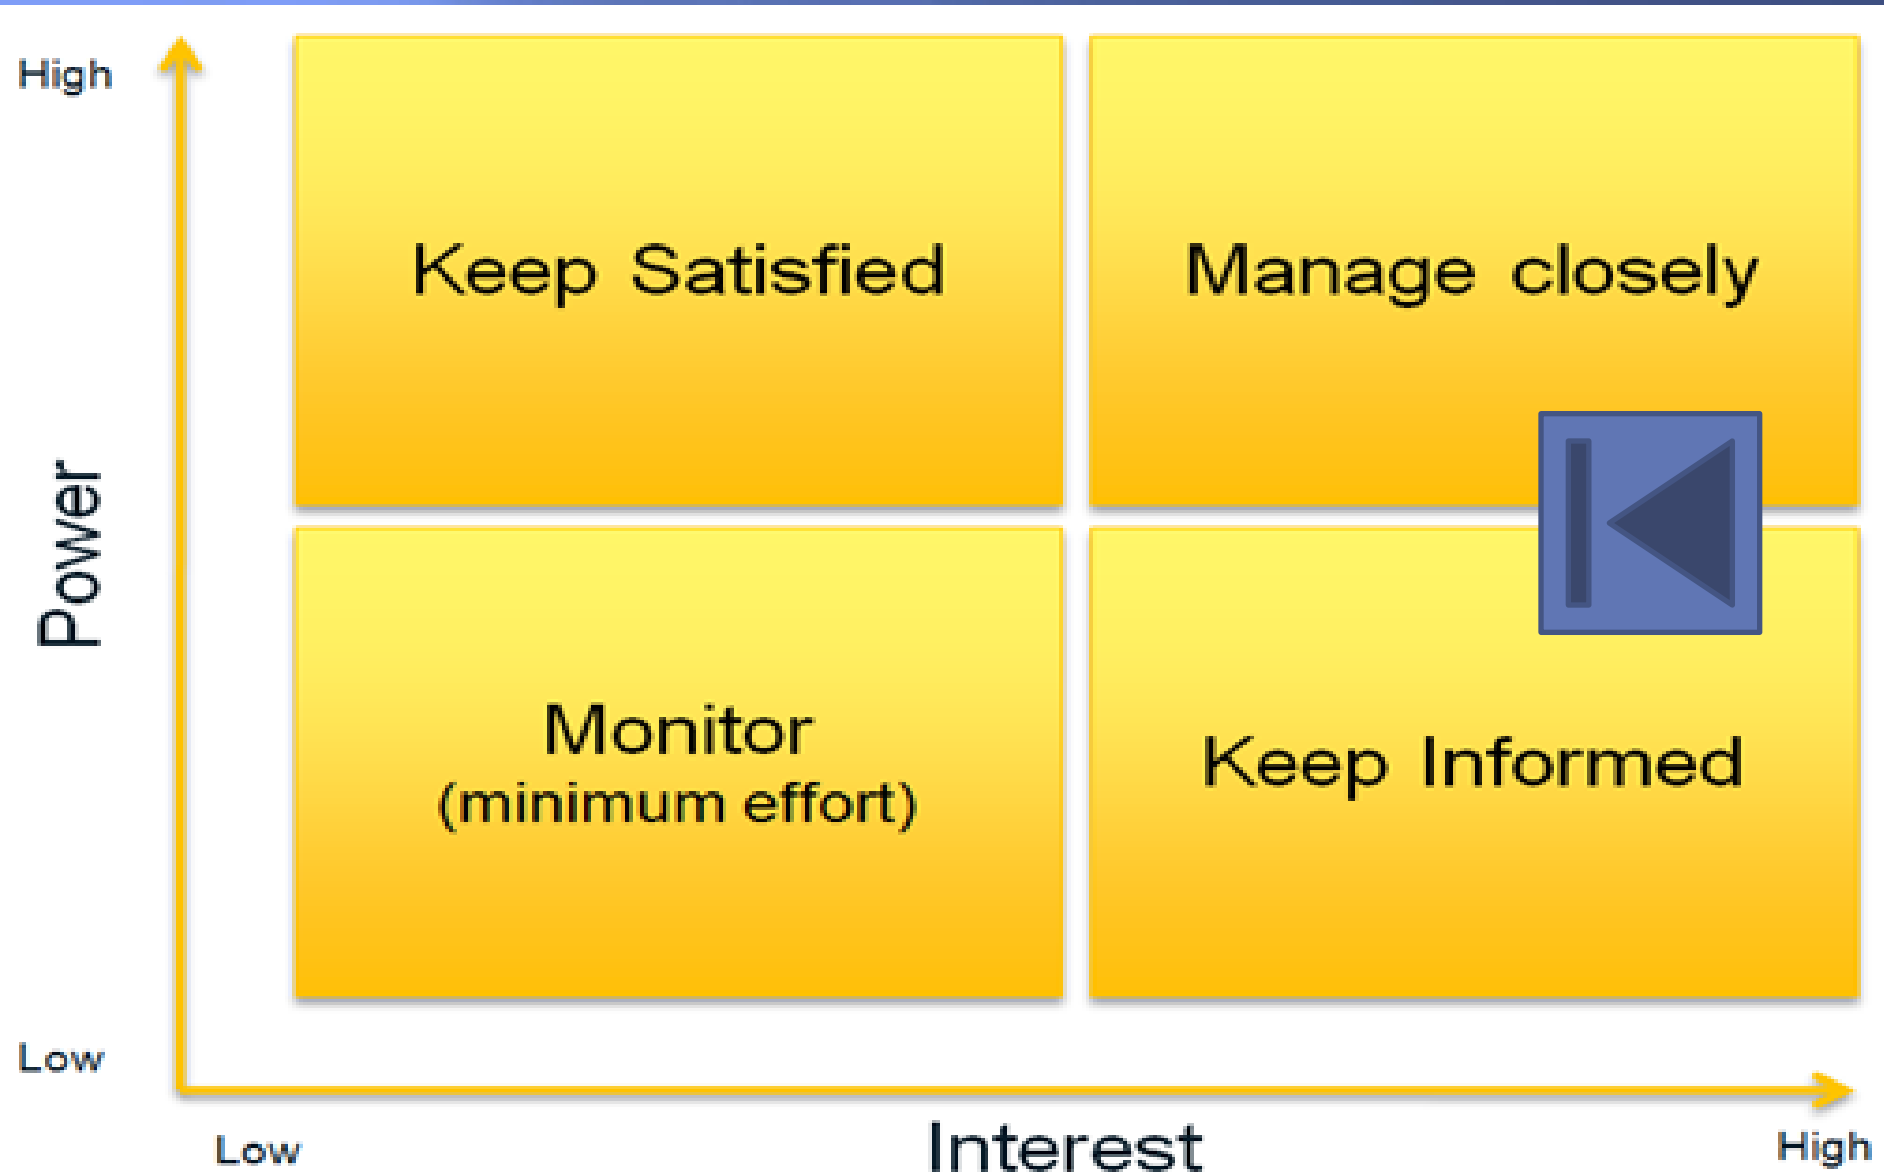 High
Keep Satisfied
Manage closely
Power
Monitor
(minimum effort)
Keep Informed
Low
Low
Interest
High